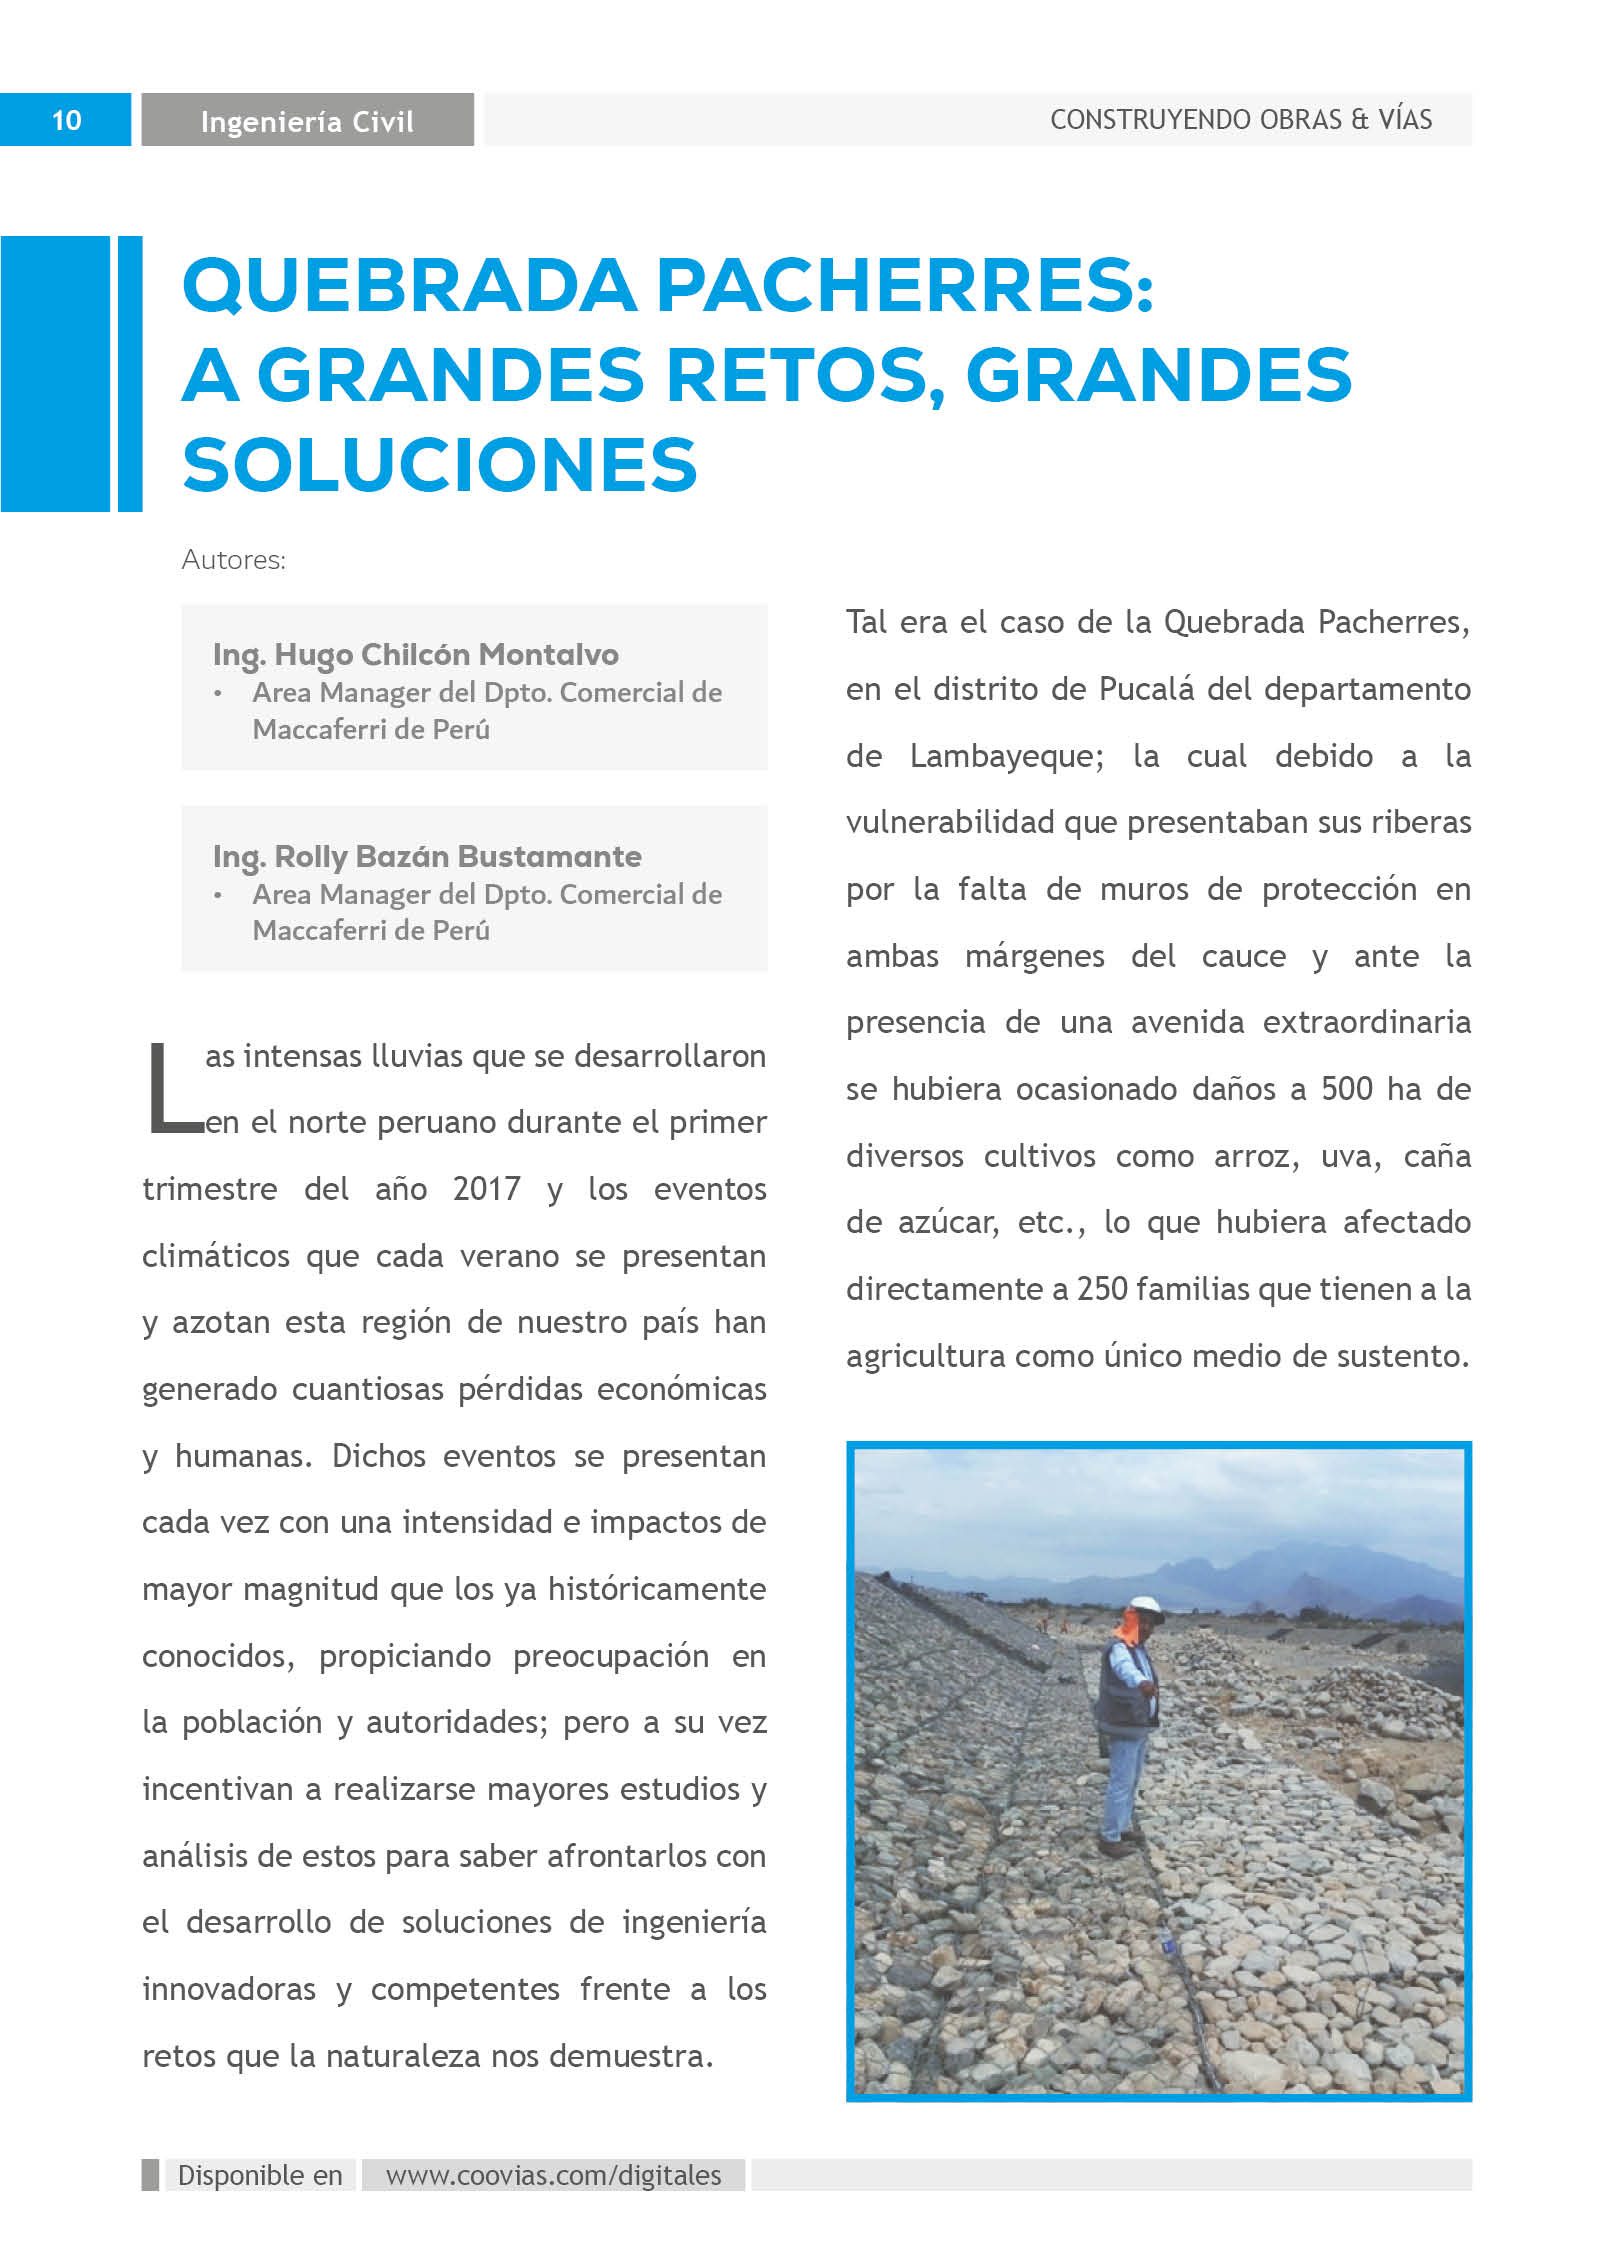 10
Ingeniería Civil
CONSTRUYENDO OBRAS & VÍAS
QUEBRADA PACHERRES:
A GRANDES RETOS, GRANDES
SOLUCIONES
Autores:
Ing. Hugo Chilcón Montalvo
• Area Manager del Dpto. Comercial de
Maccaferri de Perú
Ing. Rolly Bazán Bustamante
• Area Manager del Dpto. Comercial de
Maccaferri de Perú
Las intensas lluvias que se desarrollaron
en el norte peruano durante el primer
trimestre del año 2017 y los eventos
climáticos que cada verano se presentan
y azotan esta región de nuestro país han
generado cuantiosas pérdidas económicas
y humanas. Dichos eventos se presentan
cada vez con una intensidad e impactos de
mayor magnitud que los ya históricamente
conocidos, propiciando preocupación en
la población y autoridades; pero a su vez
incentivan a realizarse mayores estudios y
análisis de estos para saber afrontarlos con
el desarrollo de soluciones de ingeniería
innovadoras y competentes frente a los
retos que la naturaleza nos demuestra.
Tal era el caso de la Quebrada Pacherres,
en el distrito de Pucalá del departamento
de Lambayeque; la cual debido a la
vulnerabilidad que presentaban sus riberas
por la falta de muros de protección en
ambas márgenes del cauce y ante la
presencia de una avenida extraordinaria
se hubiera ocasionado daños a 500 ha de
diversos cultivos como arroz, uva, caña
de azúcar, etc., lo que hubiera afectado
directamente a 250 familias que tienen a la
agricultura como único medio de sustento.
Disponible en
www.coovias.com/digitales